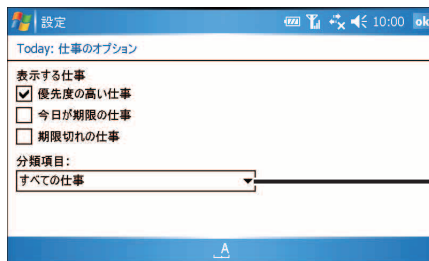 設定 10:00 ok
Today: 仕事のオプション
表示する仕事
優先度の高い仕事
今日が期限の仕事
期限切れの仕事
分類項目:
すべての仕事
A